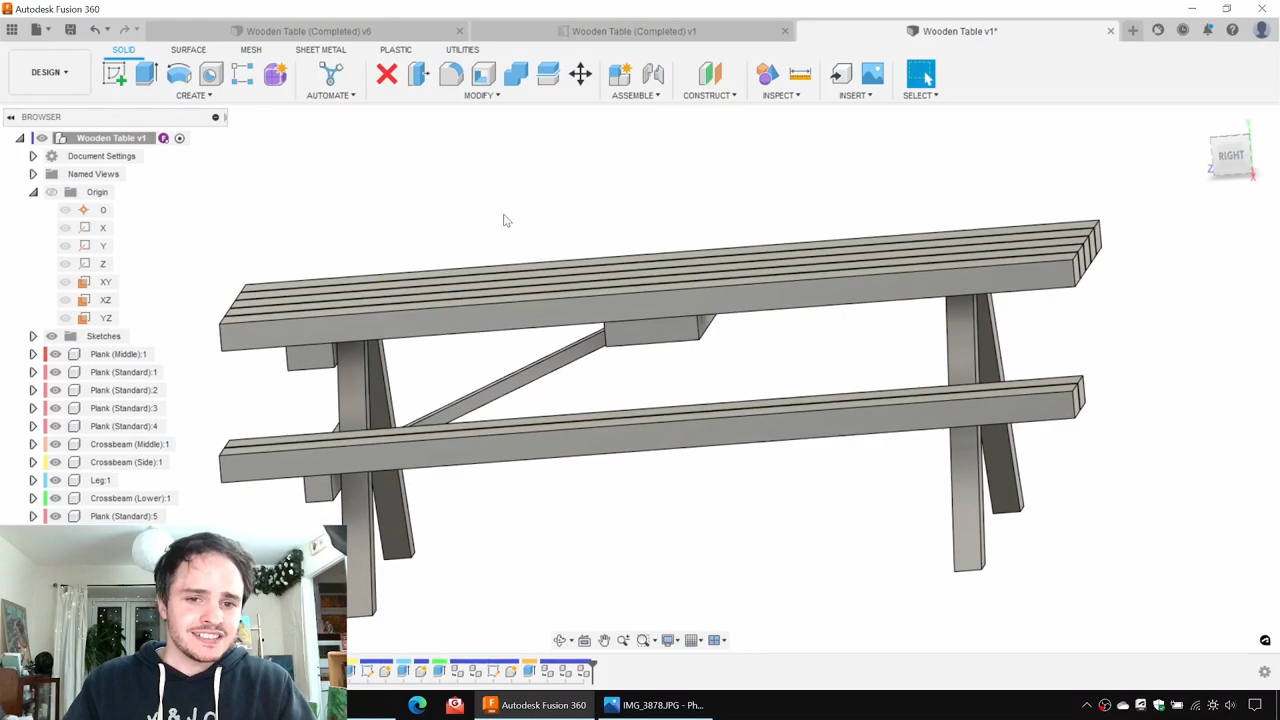 Autodesk Fusion 360
Wooden Table (Completed) v6
Wooden Table (Completed) v1
Wooden Table v1*
DESIGN
SOLID
SURFACE
MESH
SHEET METAL
PLASTIC
UTILITIES
CREATE
AUTOMATE
MODIFY
ASSEMBLE
CONSTRUCT
INSPECT
INSERT
SELECT
BROWSER
Wooden Table v1
Document Settings
Named Views
Origin
O
X
Y
Z
XY
XZ
YZ
Sketches
Plank (Middle):1
Plank (Standard):1
Plank (Standard):2
Plank (Standard):3
Plank (Standard):4
Crossbeam (Middle):1
Crossbeam (Side):1
Leg:1
Crossbeam (Lower):1
Plank (Standard):5
RIGHT
Z
Y
X
Autodesk Fusion 360
IMG_3878.JPG - Ph...